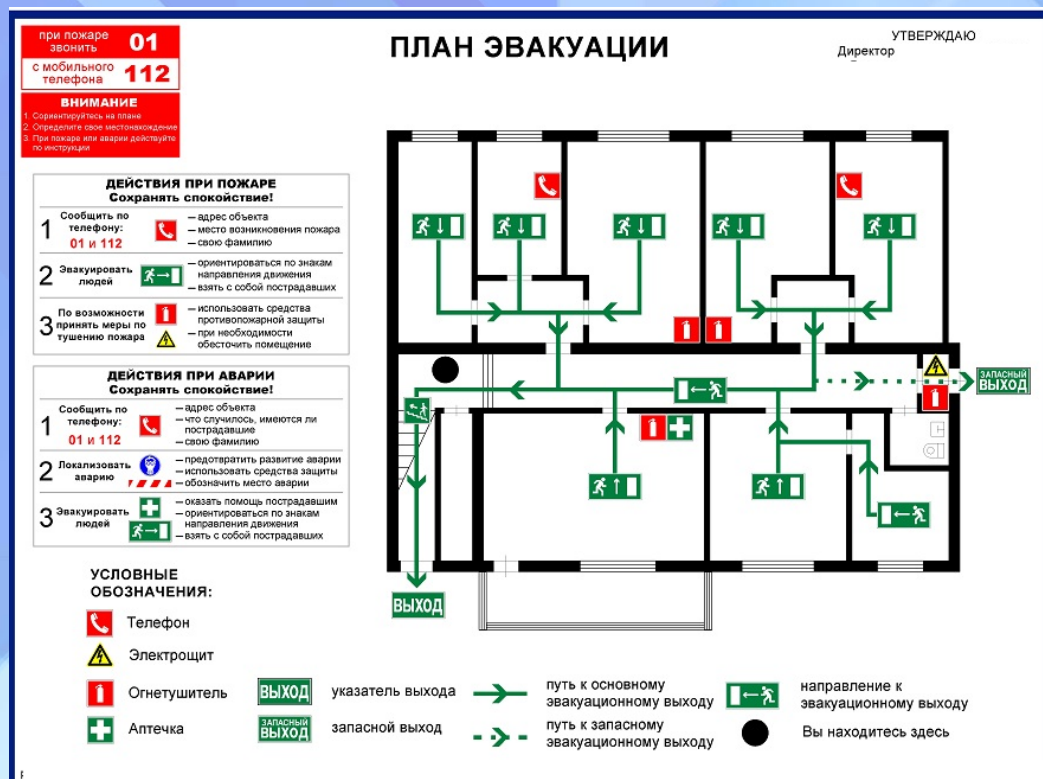 при пожаре
звонить 01
с мобильного
телефона 112
ВНИМАНИЕ
1. Сориентируйтесь на плане
2. Определите свое местонахождение
3. При пожаре или аварии действуйте
по инструкции
ПЛАН ЭВАКУАЦИИ
УТВЕРЖДАЮ
Директор
ДЕЙСТВИЯ ПРИ ПОЖАРЕ
Сохранять спокойствие!
1 Сообщить по
телефону:
01 и 112
– адрес объекта
– место возникновения пожара
– свою фамилию
2 Эвакуировать
людей
– ориентироваться по знакам
направления движения
– взять с собой пострадавших
3 По возможности
принять меры по
тушению пожара
– использовать средства
противопожарной защиты
– при необходимости
обесточить помещение
ДЕЙСТВИЯ ПРИ АВАРИИ
Сохранять спокойствие!
1 Сообщить по
телефону:
01 и 112
– адрес объекта
– что случилось, имеются ли
пострадавшие
– свою фамилию
2 Локализовать
аварию
– предотвратить развитие аварии
– использовать средства защиты
– обозначить место аварии
3 Эвакуировать
людей
– оказать помощь пострадавшим
– ориентироваться по знакам
направления движения
– взять с собой пострадавших
ЗАПАСНЫЙ
ВЫХОД
ВЫХОД
УСЛОВНЫЕ
ОБОЗНАЧЕНИЯ:
Телефон
Электрощит
Огнетушитель
Аптечка
ВЫХОД
указатель выхода
ЗАПАСНЫЙ
ВЫХОД
запасной выход
путь к основному
эвакуационному выходу
путь к запасному
эвакуационному выходу
направление к
эвакуационному выходу
Вы находитесь здесь